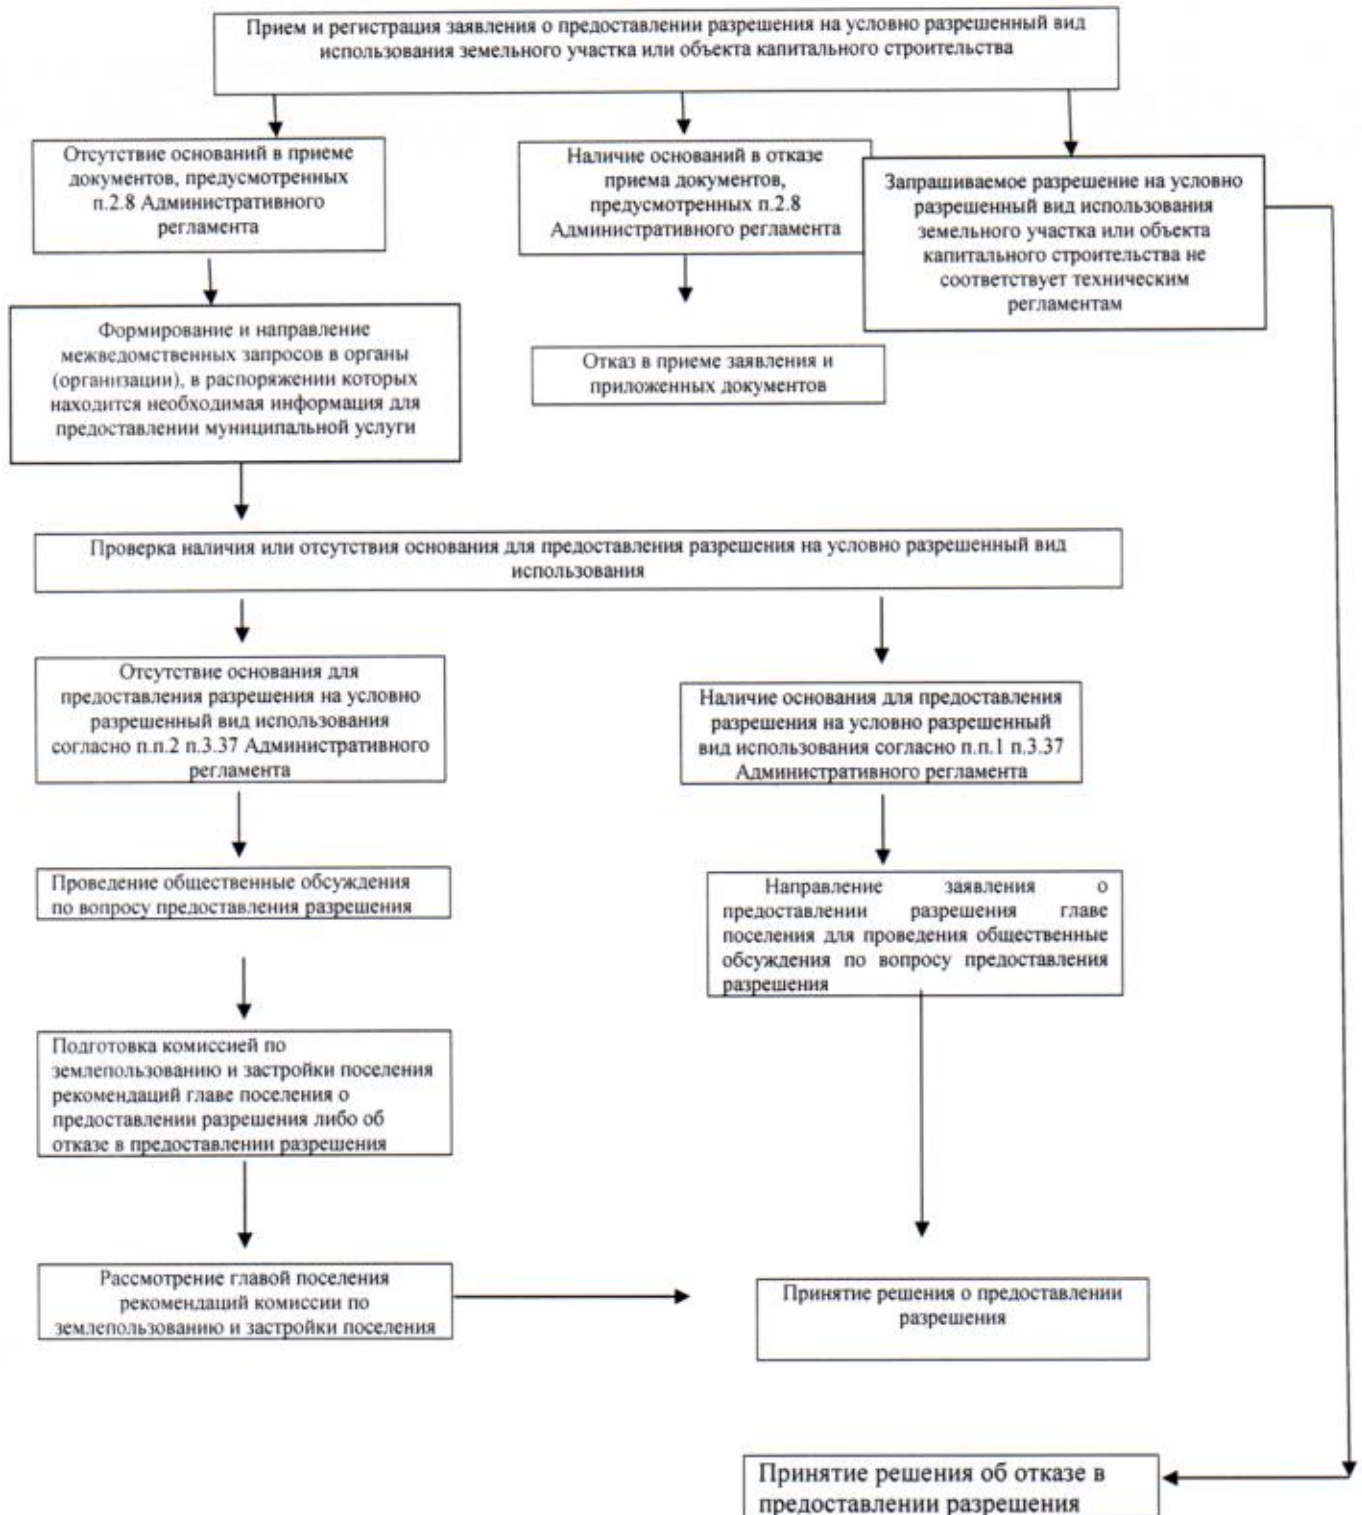 Прием и регистрация заявления о предоставлении разрешения на условно разрешенный вид
использования земельного участка или объекта капитального строительства
Отсутствие оснований в приеме
документов, предусмотренных
п.2.8 Административного
регламента
Наличие оснований в отказе
приема документов,
предусмотренных п.2.8
Административного регламента
Запрашиваемое разрешение на условно
разрешенный вид использования
земельного участка или объекта
капитального строительства не
соответствует техническим
регламентам
Формирование и направление
межведомственных запросов в органы
(организации), в распоряжении которых
находится необходимая информация для
предоставлении муниципальной услуги
Отказ в приеме заявления и
приложенных документов
Проверка наличия или отсутствия основания для предоставления разрешения на условно разрешенный вид
использования
Отсутствие основания для
предоставления разрешения на условно
разрешенный вид использования
согласно п.п.2 п.3.37 Административного
регламента
Наличие основания для предоставления
разрешения на условно разрешенный
вид использования согласно п.п.1 п.3.37
Административного регламента
Проведение общественные обсуждения
по вопросу предоставления разрешения
Направление заявления о
предоставлении разрешения главе
поселения для проведения общественные
обсуждения по вопросу предоставления
разрешения
Подготовка комиссией по
землепользованию и застройки поселения
рекомендаций главе поселения о
предоставлении разрешения либо об
отказе в предоставлении разрешения
Рассмотрение главой поселения
рекомендаций комиссии по
землепользованию и застройки поселения
Принятие решения о предоставлении
разрешения
Принятие решения об отказе в
предоставлении разрешения